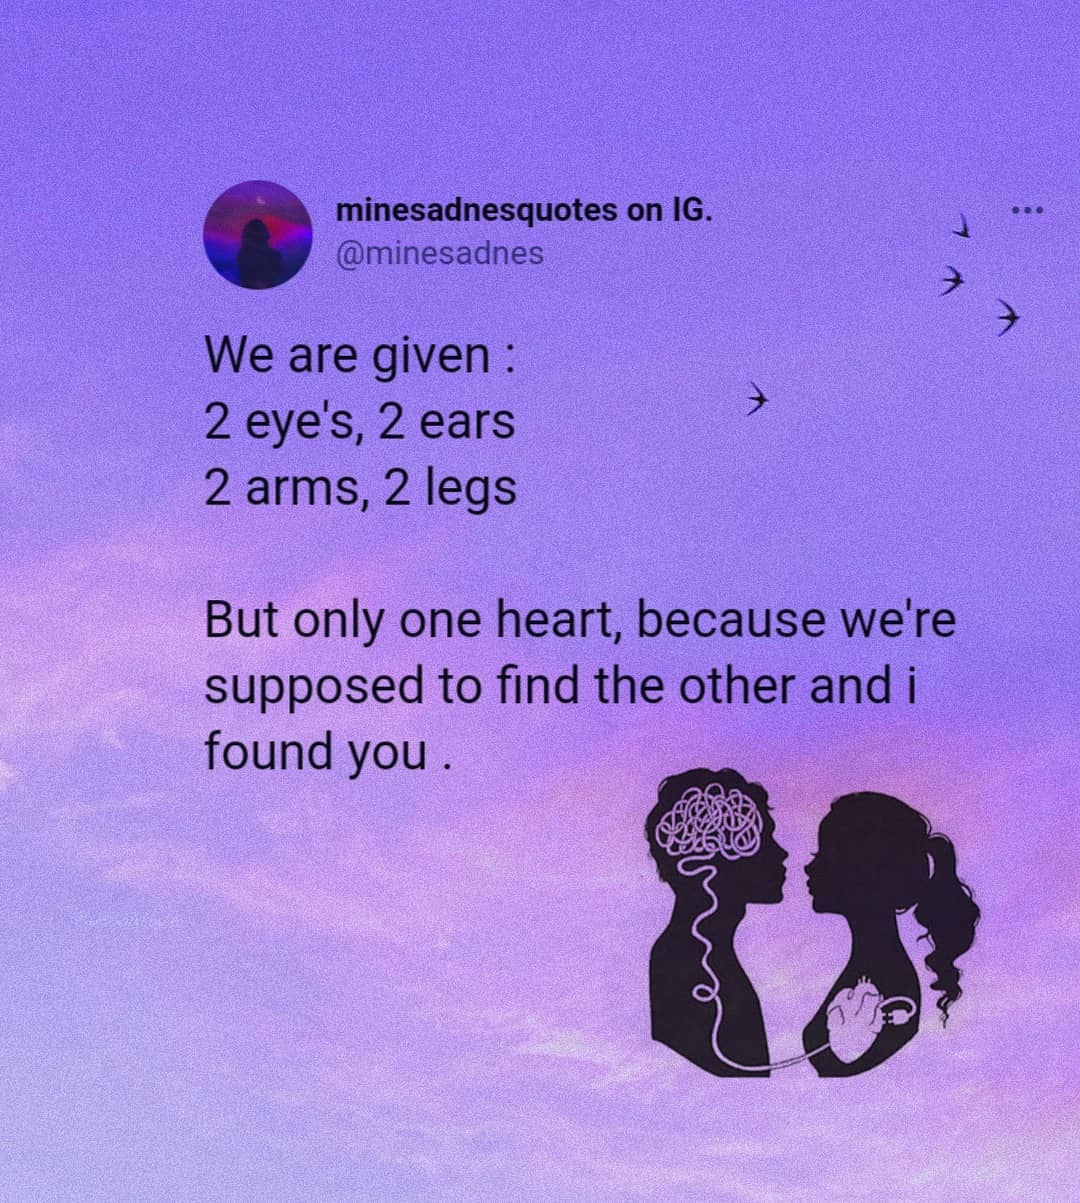 minesadnesquotes on IG.
@minesadnes
We are given :
2 eye's, 2 ears
2 arms, 2 legs
But only one heart, because we're
supposed to find the other and i
found you .